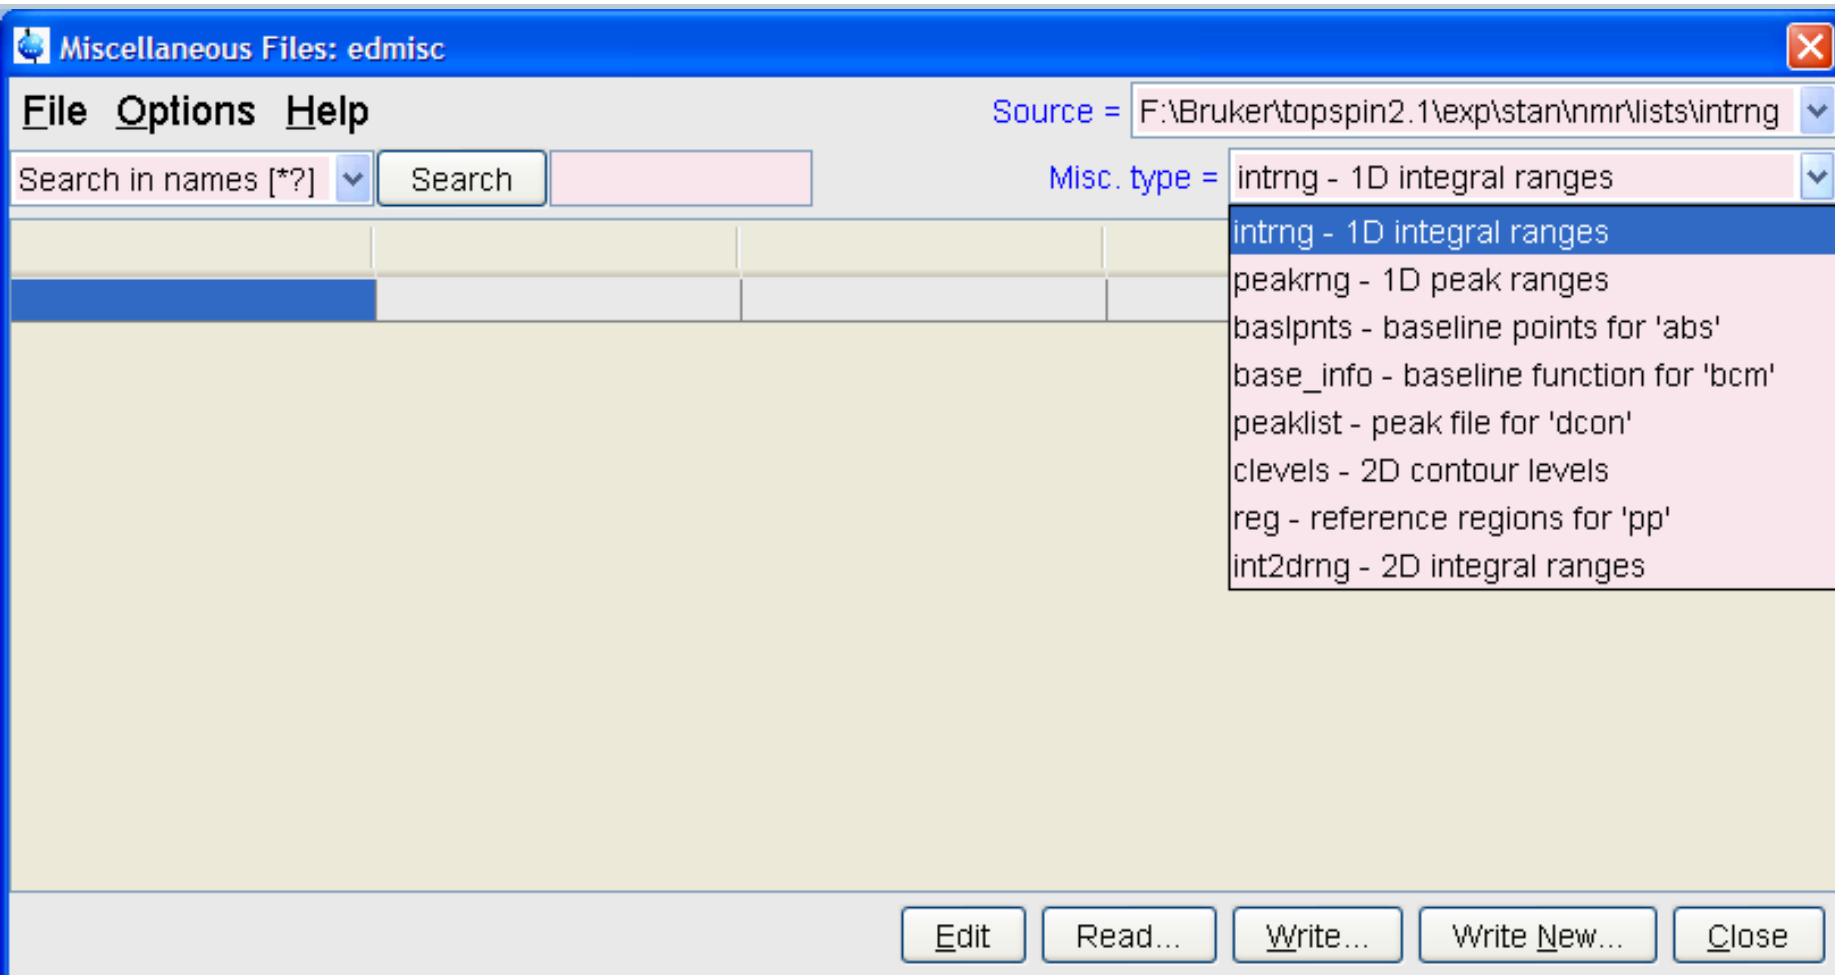 Miscellaneous Files: edmisc
File Options Help
Source = F:\Bruker\topspin2.1\exp\stan\nmr\lists\intrng
Search in names [*?] Search
Misc. type = intrng - 1D integral ranges
intrng - 1D integral ranges
peakrng - 1D peak ranges
baslpnts - baseline points for 'abs'
base_info - baseline function for 'bcm'
peaklist - peak file for 'dcon'
clevels - 2D contour levels
reg - reference regions for 'pp'
int2drng - 2D integral ranges
Edit Read... Write... Write New... Close